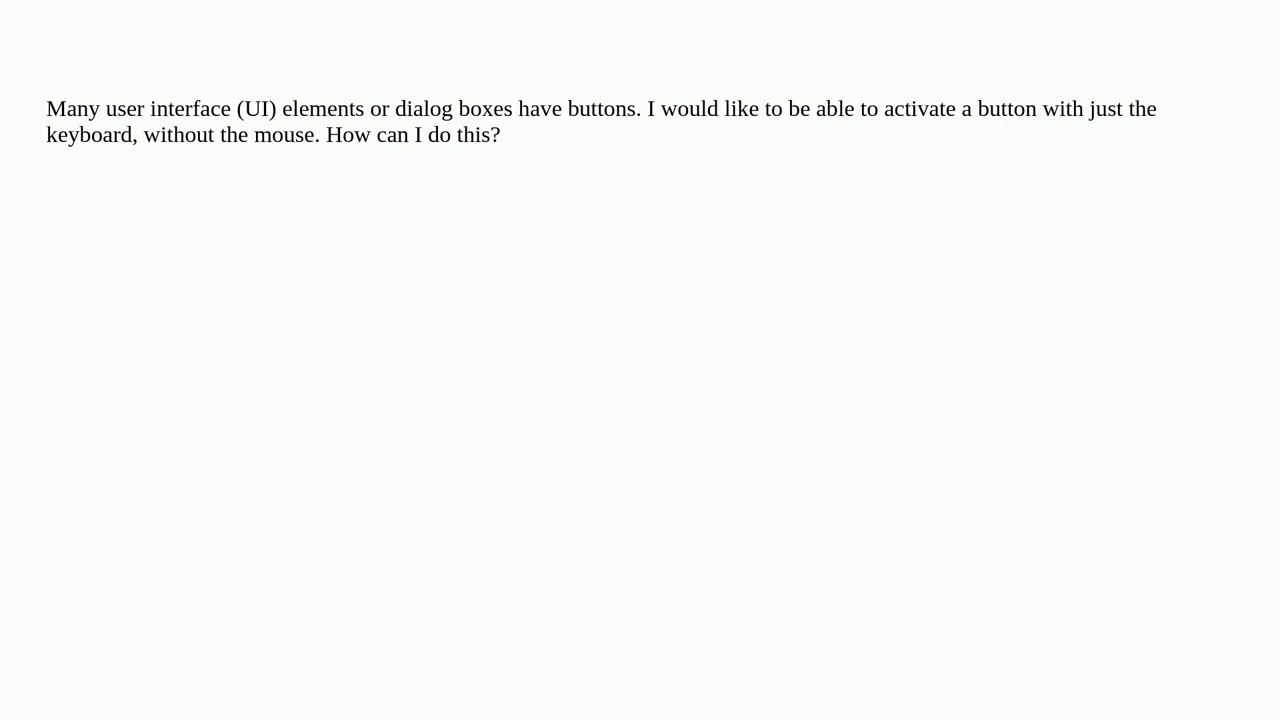 Many user interface (UI) elements or dialog boxes have buttons. I would like to be able to activate a button with just the
keyboard, without the mouse. How can I do this?